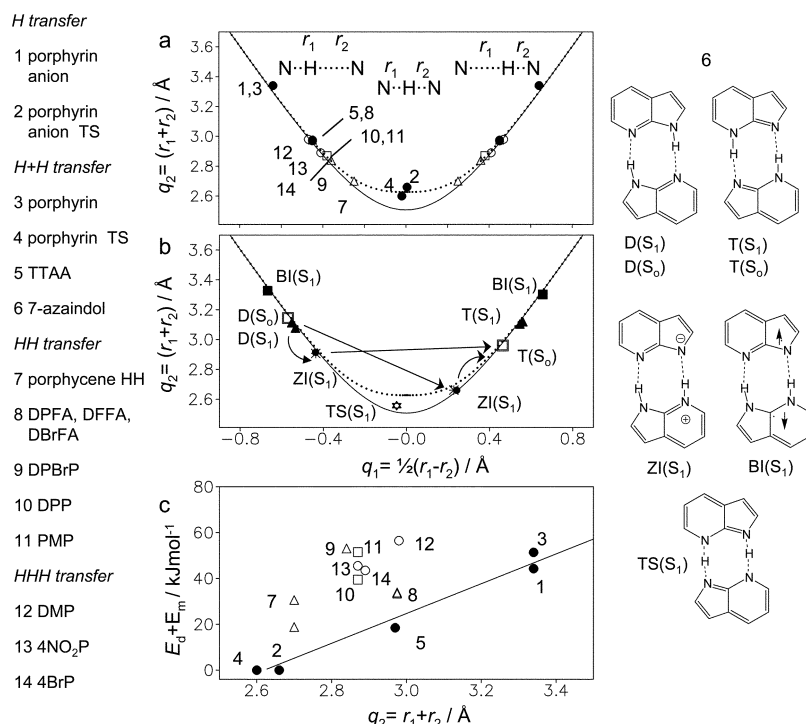 H transfer
1 porphyrin
anion
2 porphyrin
anion TS
H+H transfer
3 porphyrin
4 porphyrin TS
5 TTAA
6 7-azaindol
HH transfer
7 porphycene HH
8 DPFA, DFFA,
DBrFA
9 DPBrP
10 DPP
11 PMP
HHH transfer
12 DMP
13 4NO₂P
14 4BrP
a
q₂= (r₁+r₂) / Å
3.6
3.4
3.2
3.0
2.8
2.6
r₁ r₂
N–H······N
r₁ r₂
N·H·N
r₁ r₂
N······H–N
1,3
5,8
10,11
12
13
14
9
7
4
2
b
q₂= (r₁+r₂) / Å
3.6
3.4
3.2
3.0
2.8
2.6
BI(S₁)
D(Sₒ)
D(S₁)
ZI(S₁)
TS(S₁)
ZI(S₁)
T(S₁)
T(Sₒ)
BI(S₁)
−0.8 −0.4 0.0 0.4 0.8
q₁= ½(r₁-r₂) / Å
c
E_d+E_m / kJmol⁻¹
80
60
40
20
0
9
11
12
13
14
10
7
8
3
1
5
4
2
2.6 3.0 3.4
q₂= r₁+r₂ / Å
6
N N
H
H
N N
D(S₁)
D(Sₒ)
N N
H
H
N N
T(S₁)
T(Sₒ)
N N
⊖
H H
N N
⊕
ZI(S₁)
N N
H H
N N
BI(S₁)
N N
H H
N N
TS(S₁)